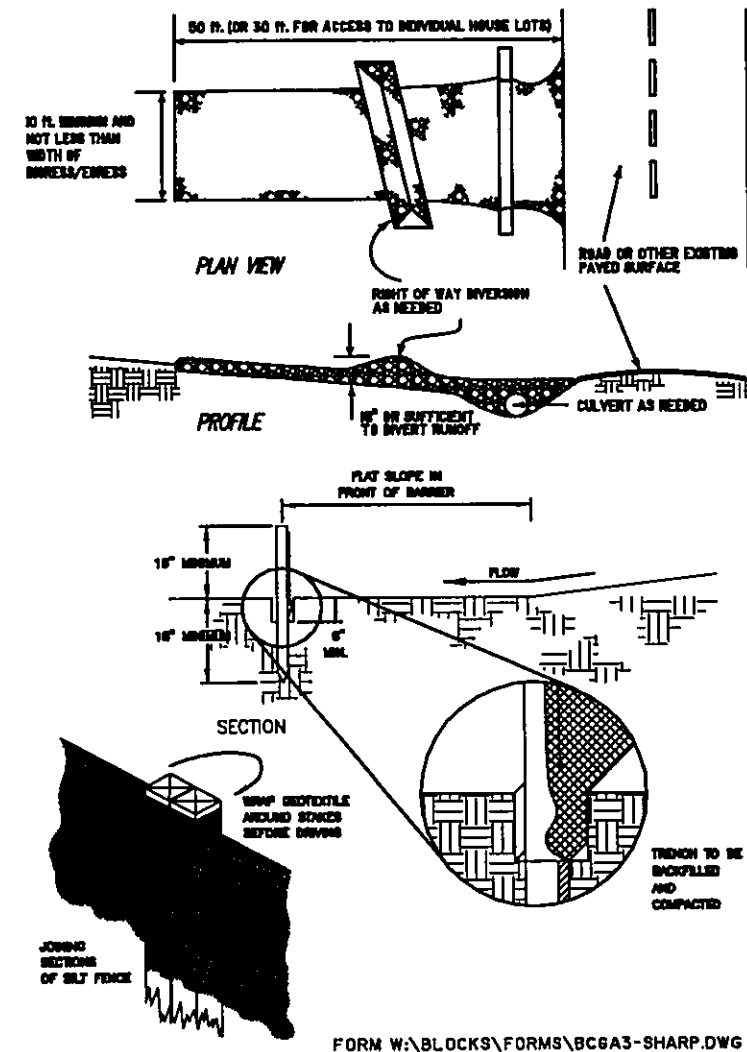 50 ft. (OR 30 ft. FOR ACCESS TO INDIVIDUAL HOUSE LOTS)
10 ft. MINIMUM AND
NOT LESS THAN
WIDTH OF
INGRESS/EGRESS
PLAN VIEW
ROAD OR OTHER EXISTING
PAVED SURFACE
RIGHT OF WAY DIVERSION
AS NEEDED
PROFILE
OR SUFFICIENT
TO DIVERT RUNOFF
CULVERT AS NEEDED
FLAT SLOPE IN
FRONT OF BARRIER
MINIMUM
FLOW
MINIMUM
MIN.
SECTION
WRAP GEOTEXTILE
AROUND STAKES
BEFORE DRIVING
TRENCH TO BE
BACKFILLED
AND
COMPACTED
JOINING
SECTIONS
OF SILT FENCE
FORM W:\BLOCKS\FORMS\BCGA3-SHARP.DWG